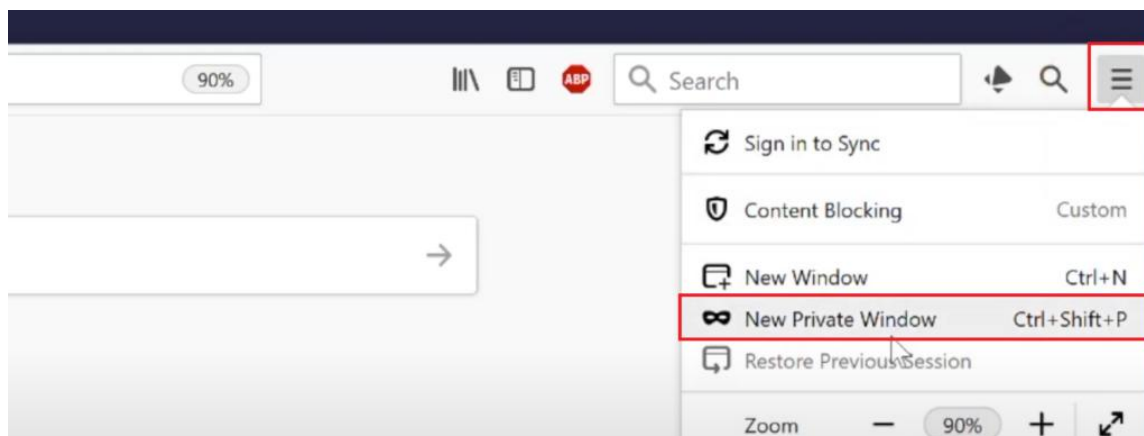 90%
ABP
Search
Sign in to Sync
Content Blocking Custom
New Window Ctrl+N
New Private Window Ctrl+Shift+P
Restore Previous Session
Zoom 90%